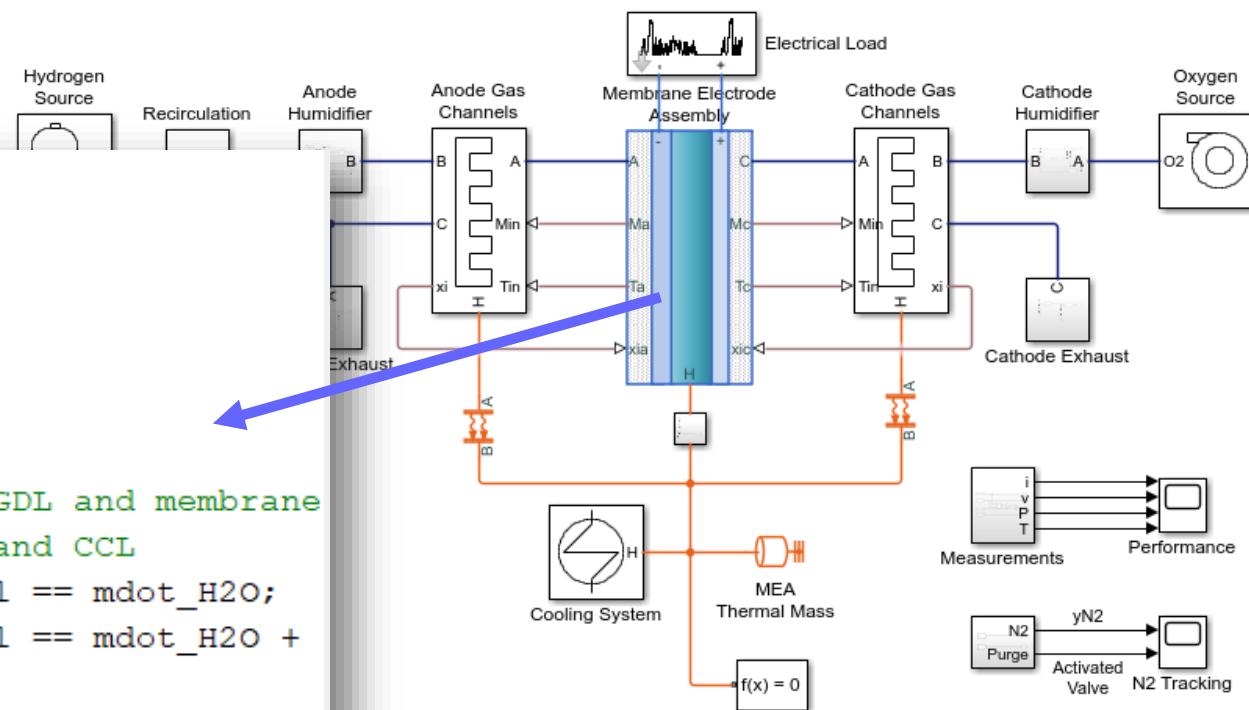 Electrical Load
Hydrogen
Source
Recirculation
Anode
Humidifier
Anode Gas
Channels
Membrane Electrode
Assembly
Cathode Gas
Channels
Cathode
Humidifier
Oxygen
Source
- +
B
B A
A
- +
C
A B
B A
O2
C Min
Ma
Mc
Min C
xi Tin
Ta
Tc
Tin xi
H
H
C
xia
xic
H
Exhaust
Cathode Exhaust
A
B
A
B
GDL and membrane
and CCL
l == mdot_H2O;
l == mdot_H2O +
H
Cooling System
MEA
Thermal Mass
f(x) = 0
i
v
P
T
Measurements
Performance
N2
Purge
yN2
Activated
Valve
N2 Tracking